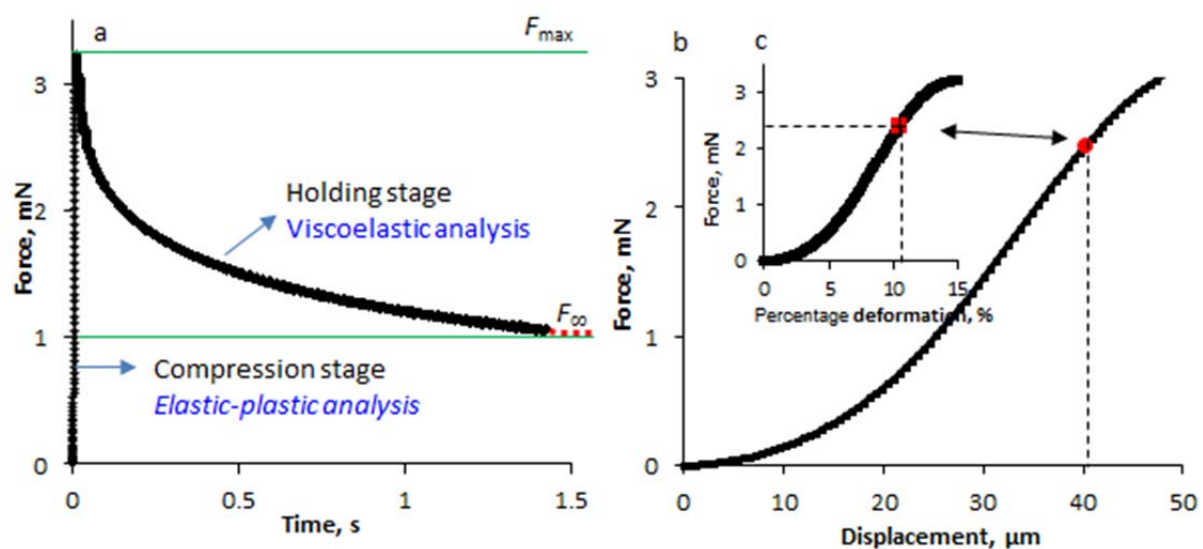 a
Fmax
3
2
1
0
Force, mN
Holding stage
Viscoelastic analysis
F∞
Compression stage
Elastic-plastic analysis
0
0.5
1
1.5
Time, s
b
3
2
1
0
Force, mN
0
10
20
30
40
50
Displacement, µm
c
3
2
1
0
Force, mN
0
5
10
15
Percentage deformation, %